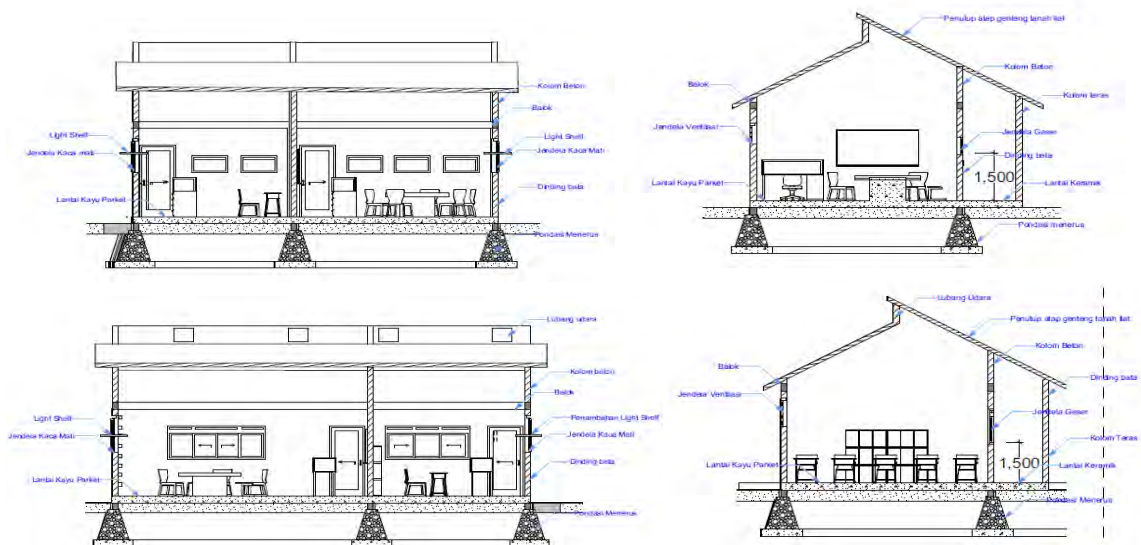 Kolom Beton
Balok
Light Shelf
Jendela Kaca mati
Light Shelf
Jendela Kaca Mati
Lantai Kayu Parket
Dinding bata
Pondasi Menerus
Penutup atap genteng tanah liat
Kolom Beton
Balok
Kolom teras
Jendela Ventilasi
Jendela Geser
Dinding bata
1,500
Lantai Kayu Parket
Lantai Keramik
Pondasi menerus
Lubang udara
Kolom beton
Balok
Light Shelf
Jendela Kaca Mati
Penambahan Light Shelf
Jendela Kaca Mati
Dinding bata
Lantai Kayu Parket
Pondasi Menerus
Lubang Udara
Penutup atap genteng tanah liat
Kolom Beton
Balok
Dinding bata
Jendela Ventilasi
Jendela Geser
Kolom Teras
1,500
Lantai Kayu Parket
Lantai Keramik
Pondasi Menerus